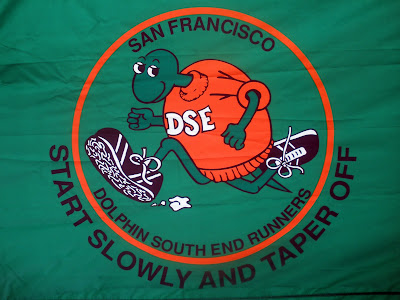 SAN FRANCISCO
DSE
DOLPHIN SOUTH END RUNNERS
START SLOWLY AND TAPER OFF